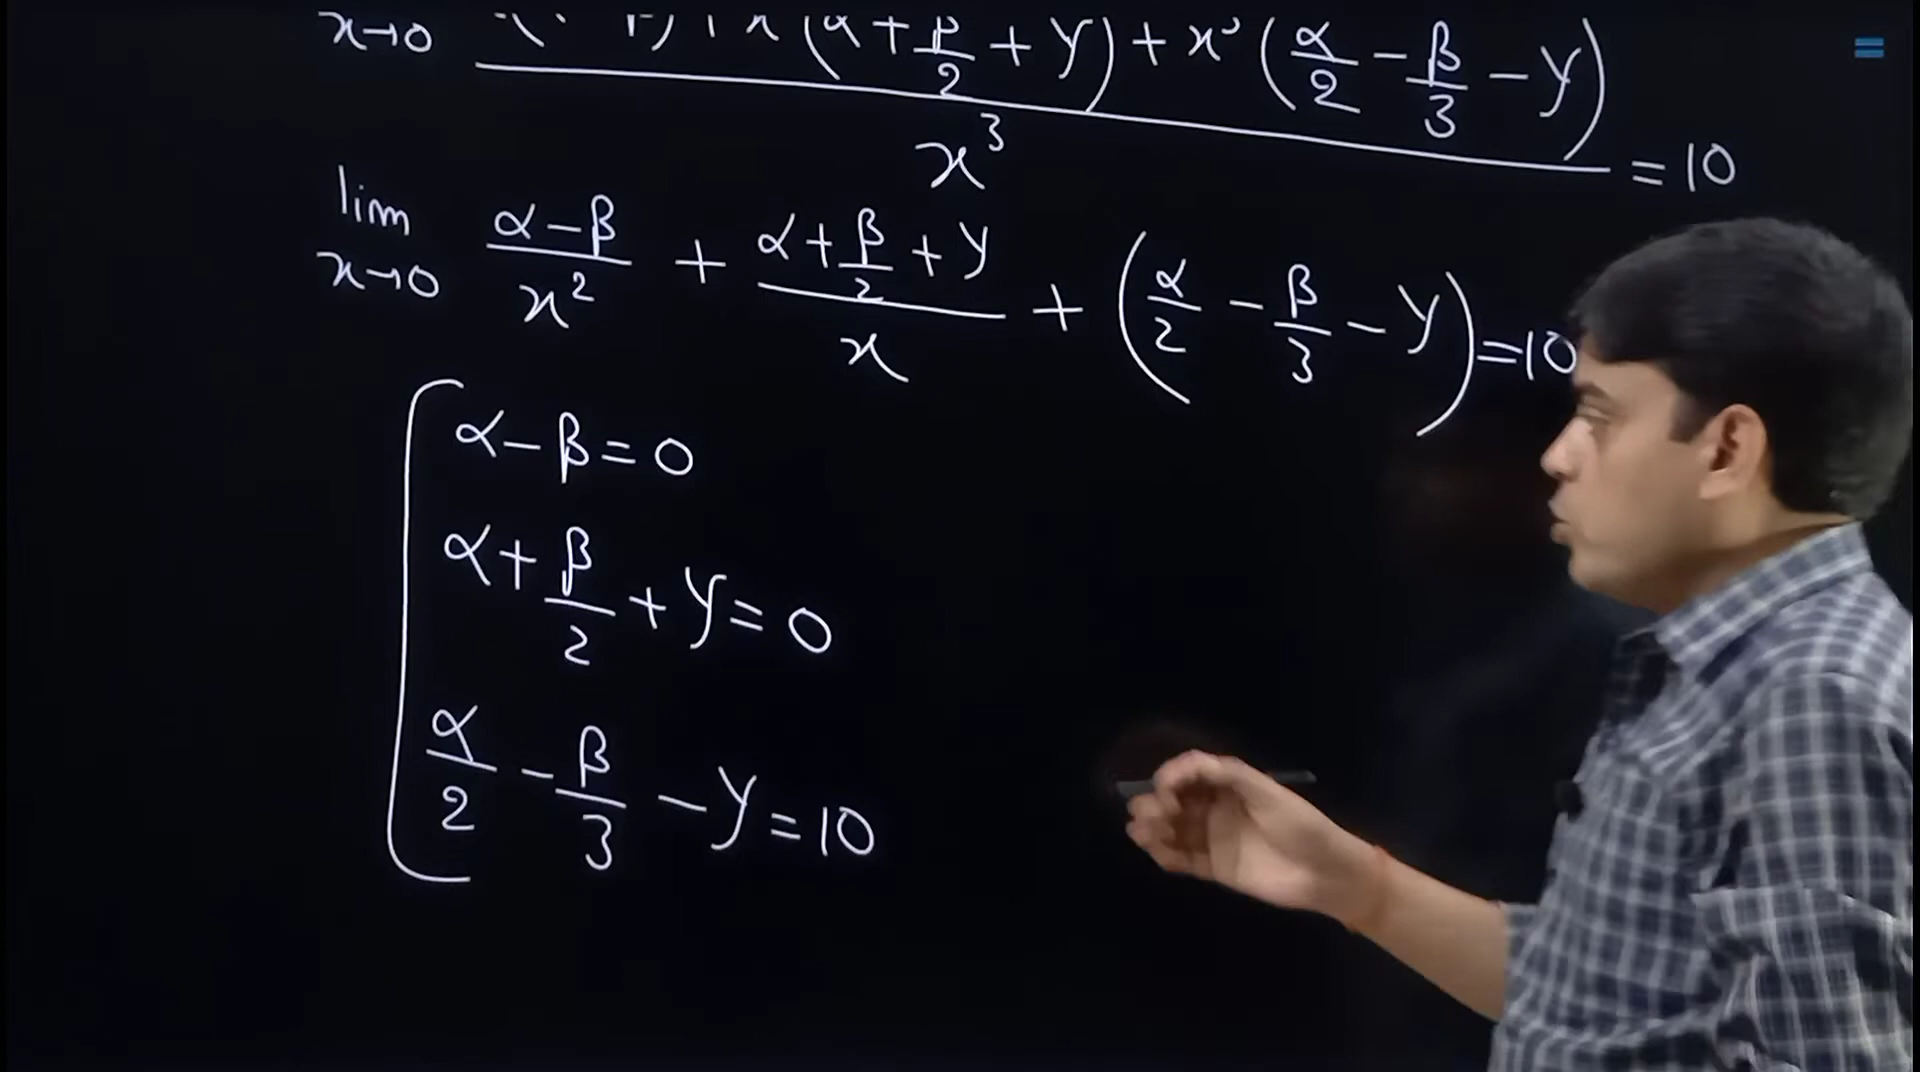 x→0 x(α + β/2 + γ) + x³(α/2 − β/3 − γ)
x³ = 10
lim x→0 (α − β)/x² + (α + β/2 + γ)/x + (α/2 − β/3 − γ) = 10
α − β = 0
α + β/2 + γ = 0
α/2 − β/3 − γ = 10